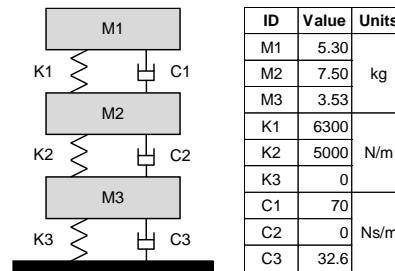 M1
K1 C1
M2
K2 C2
M3
K3 C3
ID Value Units
M1 5.30
M2 7.50 kg
M3 3.53
K1 6300
K2 5000 N/m
K3 0
C1 70
C2 0 Ns/m
C3 32.6